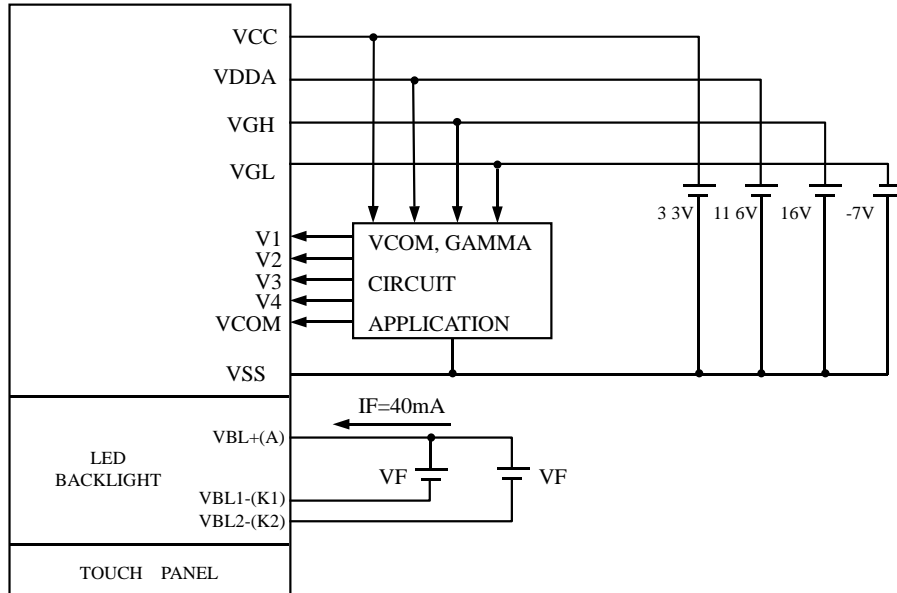 VCC
VDDA
VGH
VGL
3 3V
11 6V
16V
-7V
V1
V2
V3
V4
VCOM
VCOM, GAMMA
CIRCUIT
APPLICATION
VSS
IF=40mA
VBL+(A)
LED
BACKLIGHT
VF
VF
VBL1-(K1)
VBL2-(K2)
TOUCH PANEL